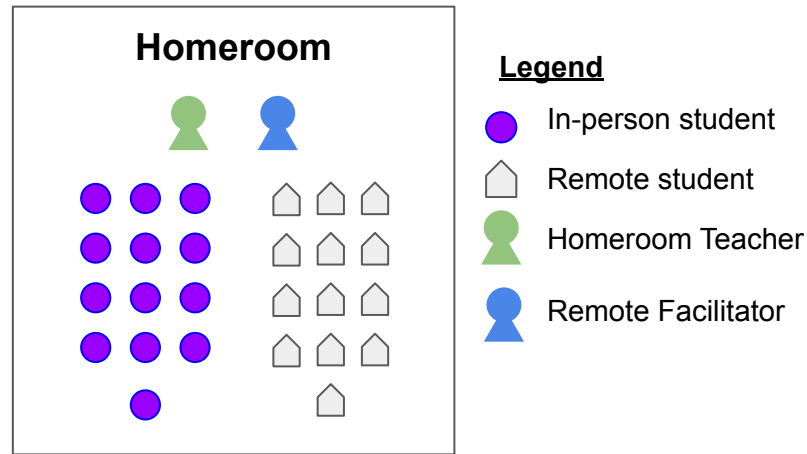 Homeroom
Legend
In-person student
Remote student
Homeroom Teacher
Remote Facilitator